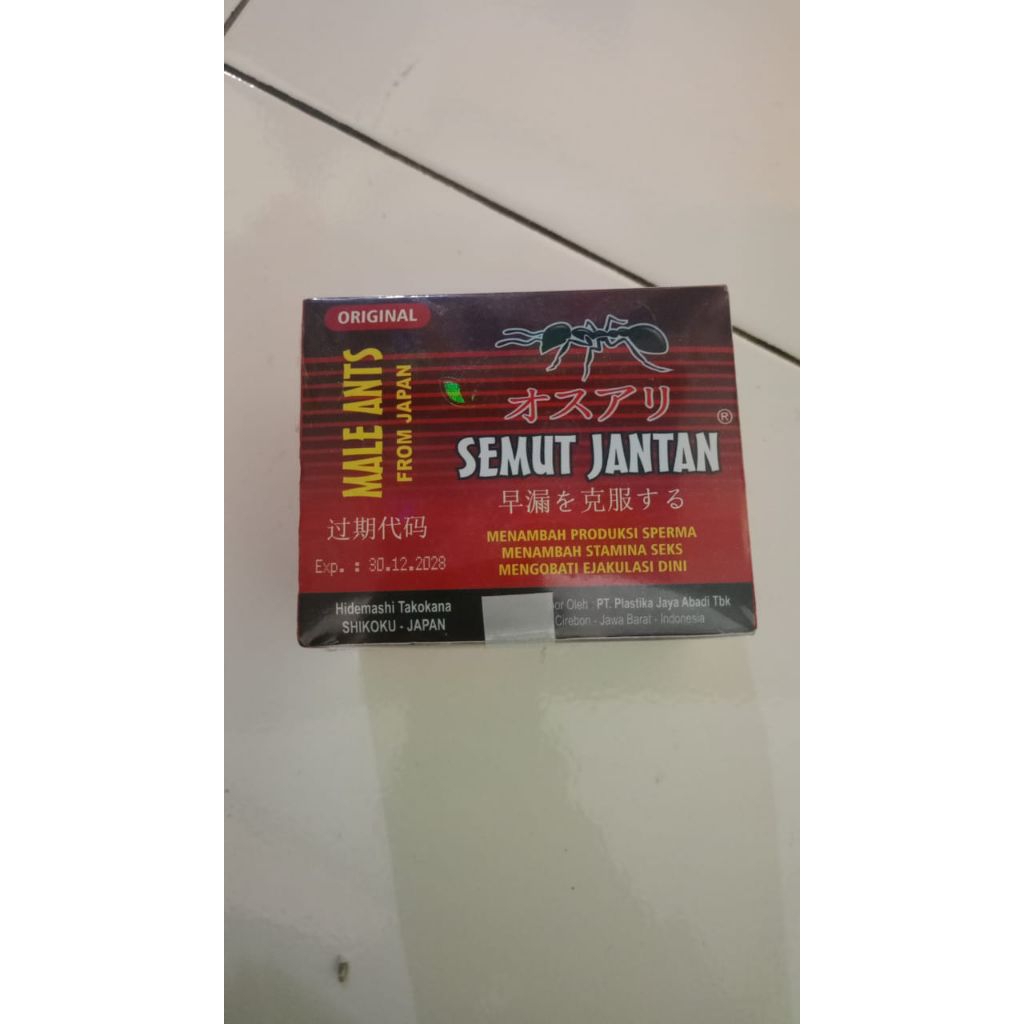 ORIGINAL
MALE ANTS
FROM JAPAN
过期代码
Exp. : 30.12.2028
Hidemashi Takokana
SHIKOKU - JAPAN
オスアリ
®
SEMUT JANTAN
早漏を克服する
MENAMBAH PRODUKSI SPERMA
MENAMBAH STAMINA SEKS
MENGOBATI EJAKULASI DINI
Oleh : PT. Plastika Jaya Abadi Tbk
Cirebon - Jawa Barat - Indonesia